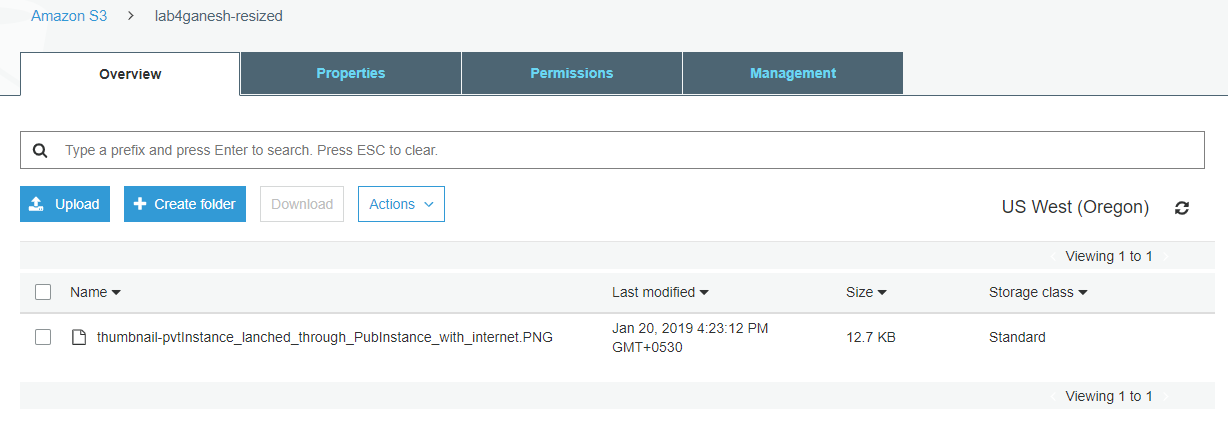 Amazon S3 > lab4ganesh-resized
Overview Properties Permissions Management
Type a prefix and press Enter to search. Press ESC to clear.
Upload Create folder Download Actions US West (Oregon)
Viewing 1 to 1
Name Last modified Size Storage class
thumbnail-pvtInstance_lanched_through_PubInstance_with_internet.PNG Jan 20, 2019 4:23:12 PM 12.7 KB Standard
GMT+0530
Viewing 1 to 1